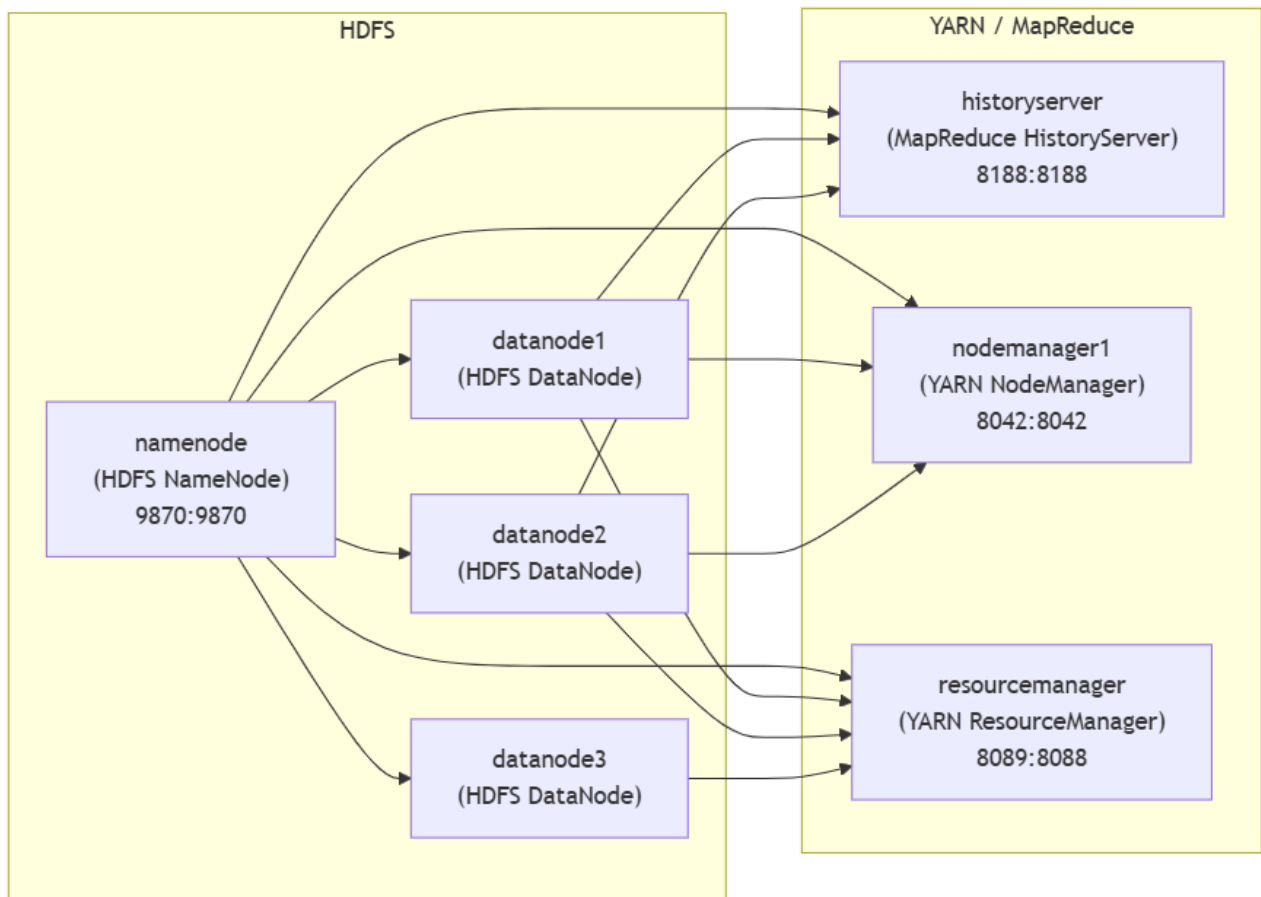 HDFS
namenode
(HDFS NameNode)
9870:9870
datanode1
(HDFS DataNode)
datanode2
(HDFS DataNode)
datanode3
(HDFS DataNode)
YARN / MapReduce
historyserver
(MapReduce HistoryServer)
8188:8188
nodemanager1
(YARN NodeManager)
8042:8042
resourcemanager
(YARN ResourceManager)
8089:8088